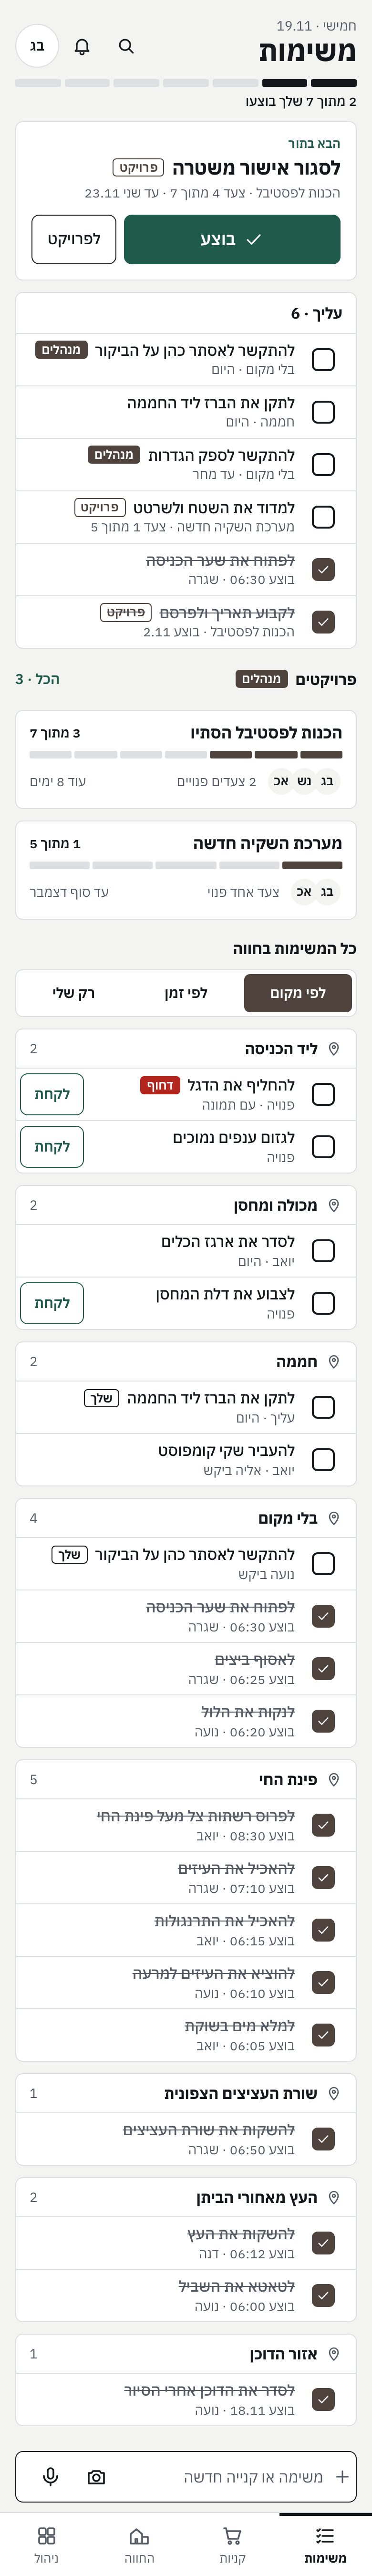 חמישי · 19.11
משימות
בג
2 מתוך 7 שלך בוצעו
הבא בתור
לסגור אישור משטרה פרויקט
הכנות לפסטיבל · צעד 4 מתוך 7 · עד שני 23.11
בוצע
לפרויקט
עליך · 6
להתקשר לאסתר כהן על הביקור מנהלים
בלי מקום · היום
לתקן את הברז ליד החממה
חממה · היום
להתקשר לספק הגדרות מנהלים
בלי מקום · עד מחר
למדוד את השטח ולשרטט פרויקט
מערכת השקיה חדשה · צעד 1 מתוך 5
לפתוח את שער הכניסה
בוצע 06:30 · שגרה
לקבוע תאריך ולפרסם פרויקט
הכנות לפסטיבל · בוצע 2.11
פרויקטים מנהלים
הכל · 3
הכנות לפסטיבל הסתיו
3 מתוך 7
בג נש אכ
2 צעדים פנויים
עוד 8 ימים
מערכת השקיה חדשה
1 מתוך 5
בג אכ
צעד אחד פנוי
עד סוף דצמבר
כל המשימות בחווה
לפי מקום
לפי זמן
רק שלי
ליד הכניסה
2
להחליף את הדגל דחוף
פנויה · עם תמונה
לקחת
לגזום ענפים נמוכים
פנויה
לקחת
מכולה ומחסן
2
לסדר את ארגז הכלים
יואב · היום
לצבוע את דלת המחסן
פנויה
לקחת
חממה
2
לתקן את הברז ליד החממה שלך
עליך · היום
להעביר שקי קומפוסט
יואב · אליה ביקש
בלי מקום
4
להתקשר לאסתר כהן על הביקור שלך
נועה ביקש
לפתוח את שער הכניסה
בוצע 06:30 · שגרה
לאסוף ביצים
בוצע 06:25 · שגרה
לנקות את הלול
בוצע 06:20 · נועה
פינת החי
5
לפרוס רשתות צל מעל פינת החי
בוצע 08:30 · יואב
להאכיל את העיזים
בוצע 07:10 · שגרה
להאכיל את התרנגולות
בוצע 06:15 · יואב
להוציא את העיזים למרעה
בוצע 06:10 · נועה
למלא מים בשוקת
בוצע 06:05 · יואב
שורת העציצים הצפונית
1
להשקות את שורת העציצים
בוצע 06:50 · שגרה
העץ מאחורי הביתן
2
להשקות את העץ
בוצע 06:12 · דנה
לטאטא את השביל
בוצע 06:00 · נועה
אזור הדוכן
1
לסדר את הדוכן אחרי הסיור
בוצע 18.11 · נועה
משימה או קנייה חדשה
משימות
קניות
החווה
ניהול